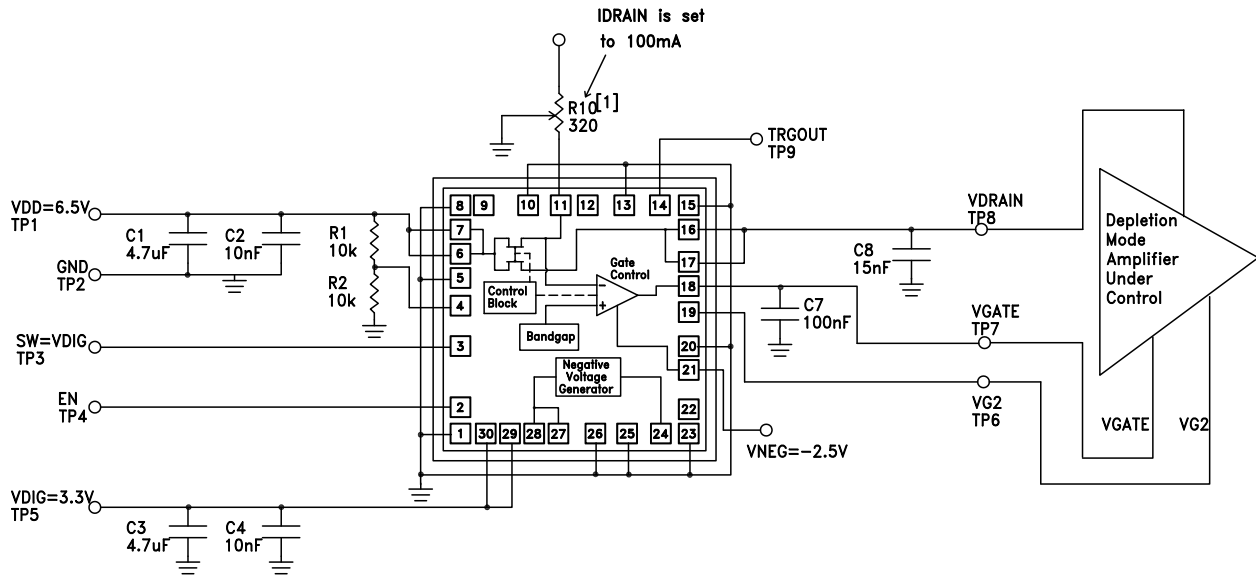 IDRAIN is set
to 100mA
R10[1]
320
TRGOUT
TP9
VDD=6.5V
TP1
C1
4.7uF
C2
10nF
R1
10k
GND
TP2
R2
10k
SW=VDIG
TP3
EN
TP4
VDIG=3.3V
TP5
C3
4.7uF
C4
10nF
8
9
10
11
12
13
14
15
7
6
5
4
3
2
1
16
17
18
19
20
21
22
30
29
28
27
26
25
24
23
Gate
Control
−
+
Control
Block
Bandgap
Negative
Voltage
Generator
VDRAIN
TP8
C8
15nF
C7
100nF
VGATE
TP7
VG2
TP6
VNEG=−2.5V
Depletion
Mode
Amplifier
Under
Control
VGATE
VG2